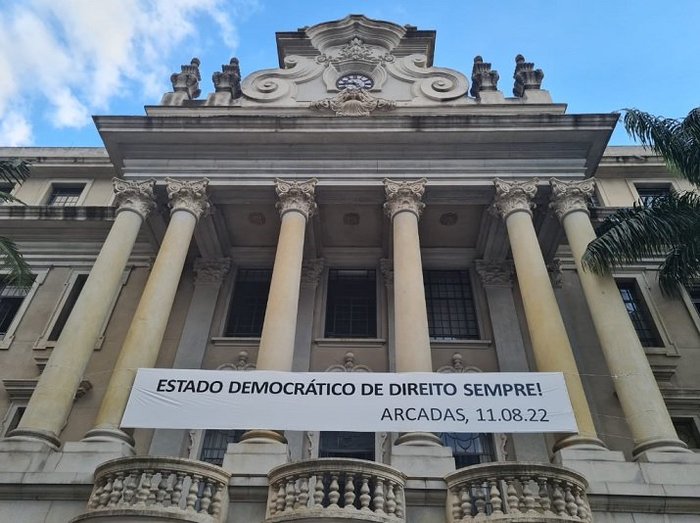 ESTADO DEMOCRÁTICO DE DIREITO SEMPRE!
ARCADAS, 11.08.22